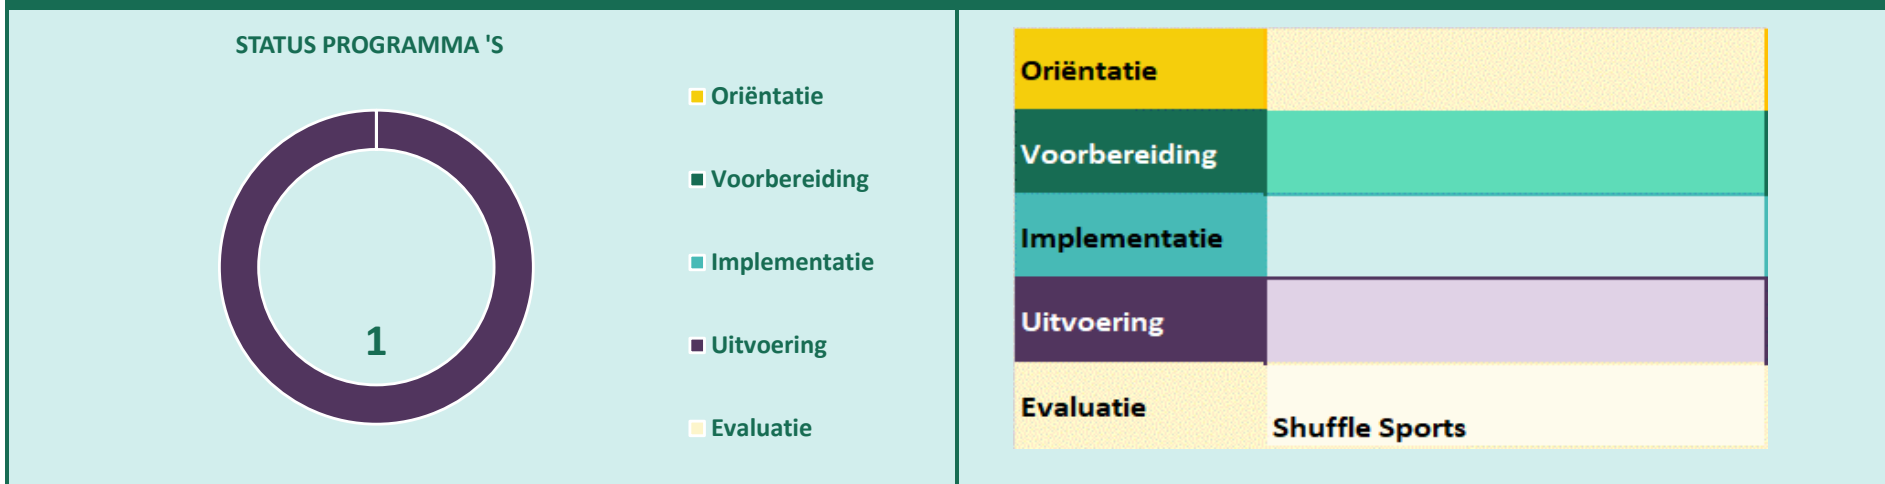 STATUS PROGRAMMA 'S
1
Oriëntatie
Voorbereiding
Implementatie
Uitvoering
Evaluatie
Oriëntatie
Voorbereiding
Implementatie
Uitvoering
Evaluatie
Shuffle Sports